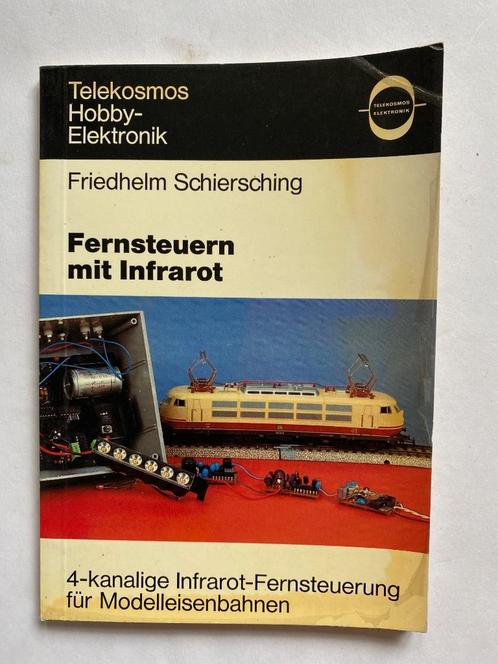 Telekosmos
Hobby-
Elektronik
TELEKOSMOS
ELEKTRONIK
Friedhelm Schiersching
Fernsteuern
mit Infrarot
4-kanalige Infrarot-Fernsteuerung
für Modelleisenbahnen